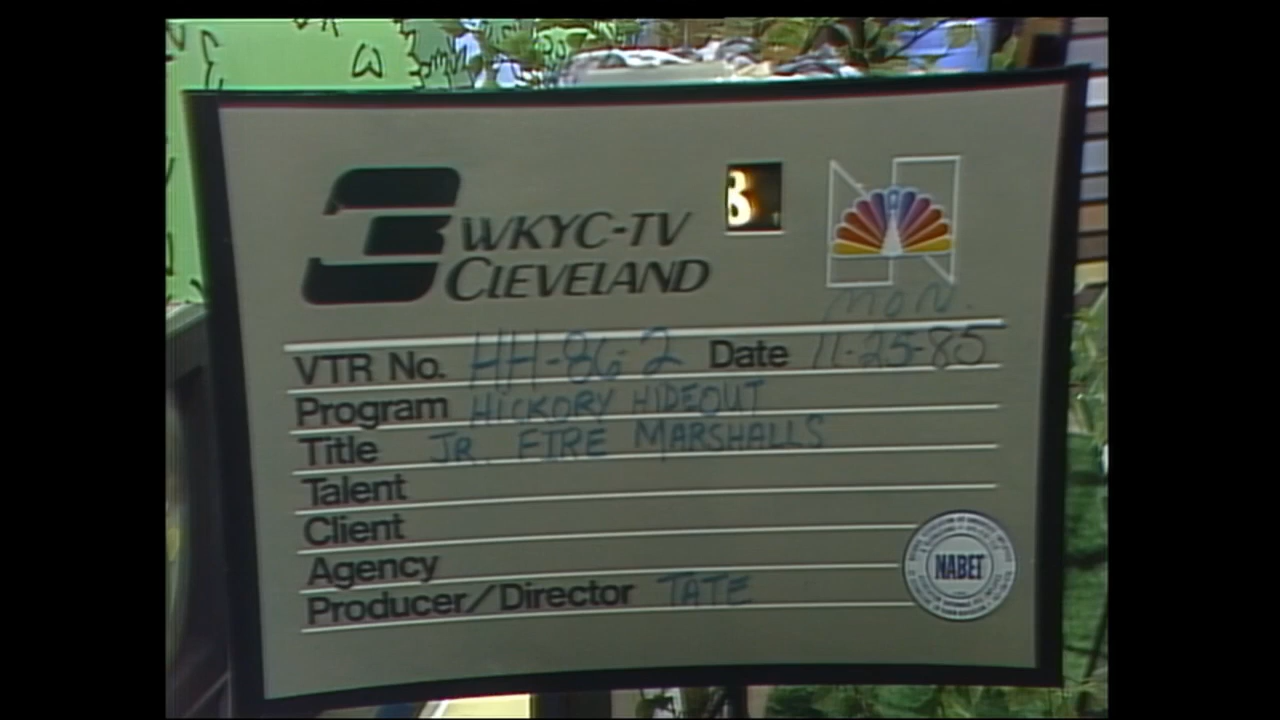 3 WKYC-TV
CLEVELAND
3
N
MON.
VTR No. HH-86-2 Date 11-25-85
Program HICKORY HIDEOUT
Title JR. FIRE MARSHALLS
Talent
Client
Agency
Producer/Director TATE
NABET